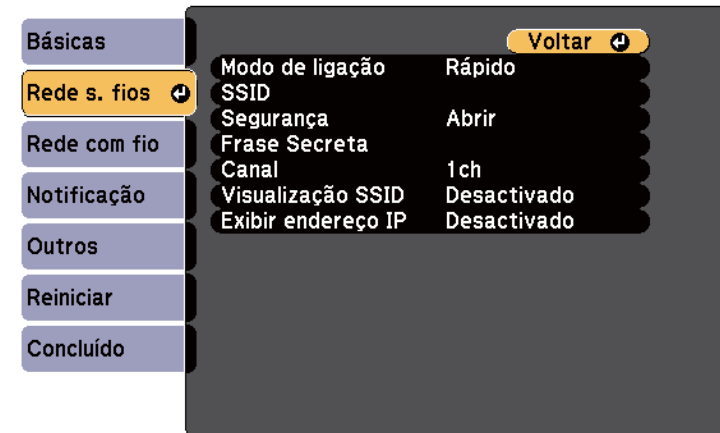 Básicas
Rede s. fios
Rede com fio
Notificação
Outros
Reiniciar
Concluído
Voltar
Modo de ligação Rápido
SSID
Segurança Abrir
Frase Secreta
Canal 1ch
Visualização SSID Desactivado
Exibir endereço IP Desactivado